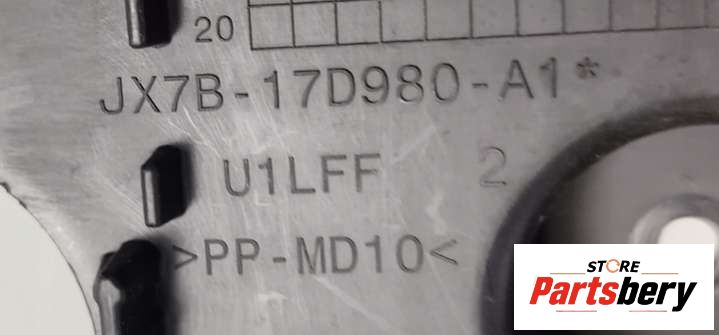 20
JX7B-17D980-A1*
U1LFF 2
>PP-MD10<
STORE
Partsbery